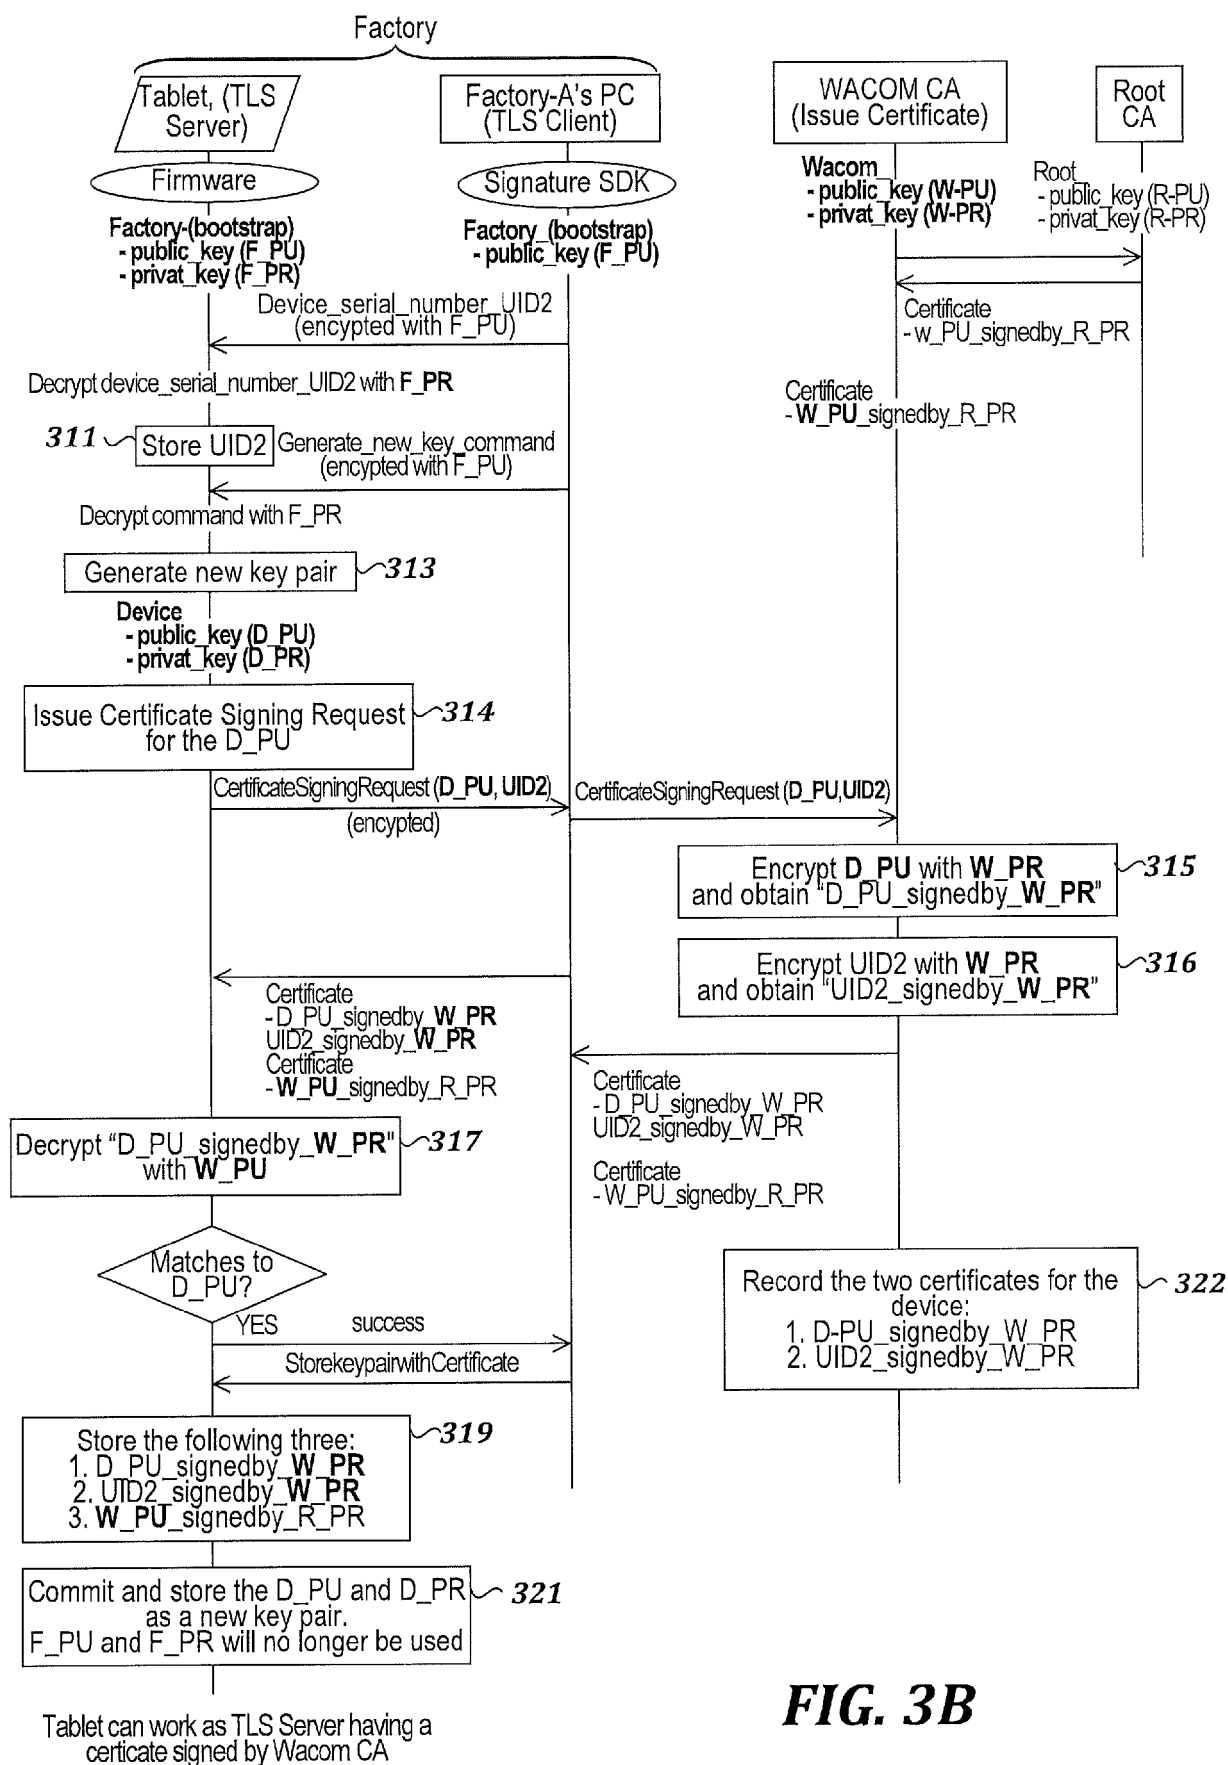 Factory
Tablet, (TLS
Server)
Factory-A's PC
(TLS Client)
WACOM CA
(Issue Certificate)
Root
CA
Firmware
Signature SDK
Wacom_
- public_key (W-PU)
- privat_key (W-PR)
Root_
- public_key (R-PU)
- privat_key (R-PR)
Factory-(bootstrap)
- public_key (F_PU)
- privat_key (F_PR)
Factory_(bootstrap)
- public_key (F_PU)
Device_serial_number_UID2
(encypted with F_PU)
Certificate
- w_PU_signedby_R_PR
Decrypt device_serial_number_UID2 with F_PR
Certificate
- W_PU_signedby_R_PR
311
Store UID2
Generate_new_key_command
(encypted with F_PU)
Decrypt command with F_PR
Generate new key pair
313
Device
- public_key (D_PU)
- privat_key (D_PR)
Issue Certificate Signing Request
for the D_PU
314
CertificateSigningRequest (D_PU, UID2)
(encypted)
CertificateSigningRequest (D_PU,UID2)
Encypt D_PU with W_PR
and obtain "D_PU_signedby_W_PR"
315
Encypt UID2 with W_PR
and obtain "UID2_signedby_W_PR"
316
Certificate
- D_PU_signedby_W_PR
UID2_signedby_W_PR
Certificate
- W_PU_signedby_R_PR
Certificate
- D_PU_signedby_W_PR
UID2_signedby_W_PR
Certificate
- W_PU_signedby_R_PR
Decrypt "D_PU_signedby_W_PR"
with W_PU
317
Matches to
D_PU?
YES
success
StorekeypairwithCertificate
Record the two certificates for the
device:
1. D-PU_signedby_W_PR
2. UID2_signedby_W_PR
322
Store the following three:
1. D_PU_signedby_W_PR
2. UID2_signedby_W_PR
3. W_PU_signedby_R_PR
319
Commit and store the D_PU and D_PR
as a new key pair.
F_PU and F_PR will no longer be used
321
Tablet can work as TLS Server having a
certicate signed by Wacom CA
FIG. 3B